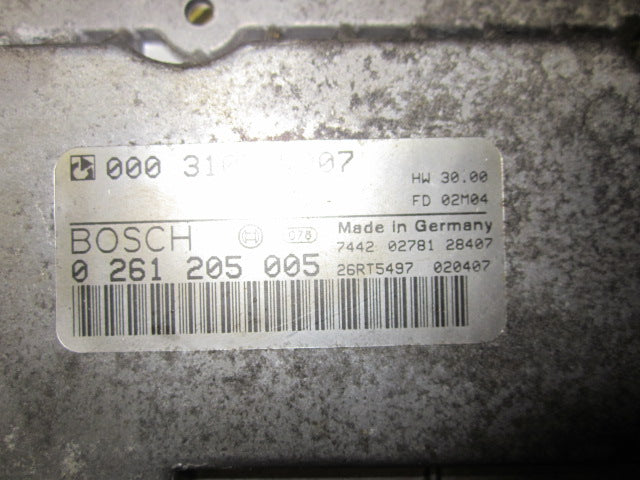 000 07
HW 30.00
FD 02M04
BOSCH 078 Made in Germany
7442 02781 28407
0 261 205 005 26RT5497 020407